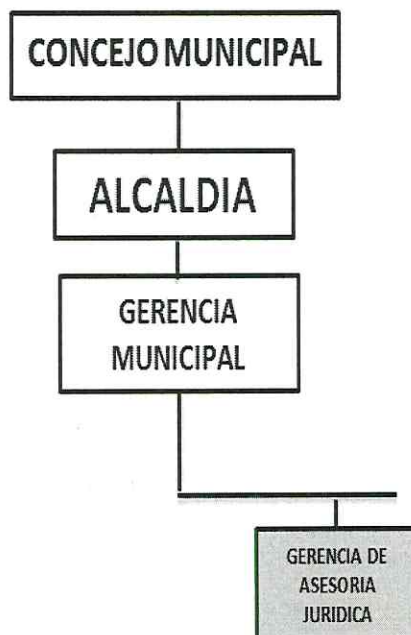 CONCEJO MUNICIPAL
ALCALDIA
GERENCIA
MUNICIPAL
GERENCIA DE
ASESORIA
JURIDICA